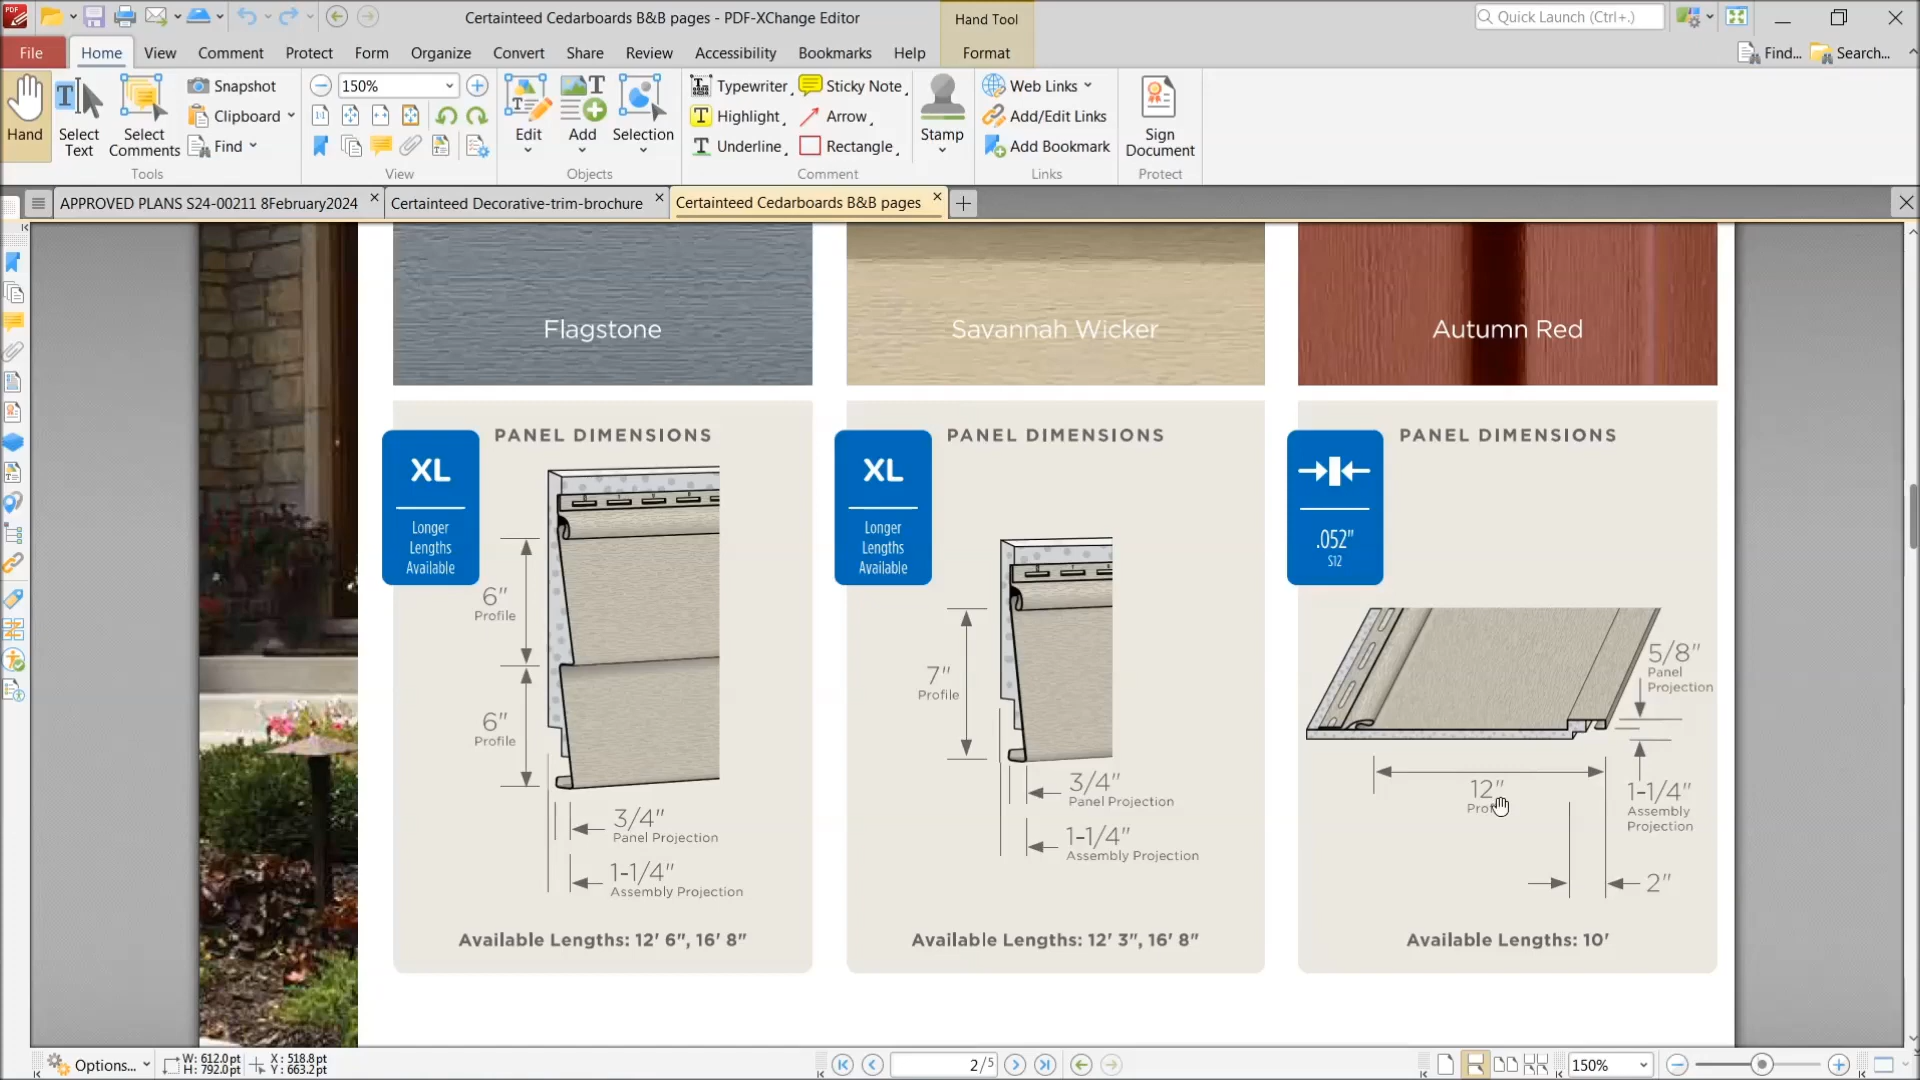 Certainteed Cedarboards B&B pages - PDF-XChange Editor
Hand Tool
Quick Launch (Ctrl+.)
File
Home
View
Comment
Protect
Form
Organize
Convert
Share
Review
Accessibility
Bookmarks
Help
Format
Find...
Search...
Hand
Select Text
Select Comments
Snapshot
Clipboard
Find
Tools
150%
View
Edit
Add
Selection
Objects
Typewriter
Highlight
Underline
Sticky Note
Arrow
Rectangle
Comment
Stamp
Web Links
Add/Edit Links
Add Bookmark
Links
Sign Document
Protect
APPROVED PLANS S24-00211 8February2024
Certainteed Decorative-trim-brochure
Certainteed Cedarboards B&B pages
Flagstone
Savannah Wicker
Autumn Red
PANEL DIMENSIONS
XL
Longer
Lengths
Available
6"
Profile
6"
Profile
3/4"
Panel Projection
1-1/4"
Assembly Projection
Available Lengths: 12' 6", 16' 8"
PANEL DIMENSIONS
XL
Longer
Lengths
Available
7"
Profile
3/4"
Panel Projection
1-1/4"
Assembly Projection
Available Lengths: 12' 3", 16' 8"
PANEL DIMENSIONS
.052"
S12
5/8"
Panel
Projection
12"
1-1/4"
Assembly
Projection
2"
Available Lengths: 10'
Options...
W: 612.0pt
H: 792.0pt
X: 518.8pt
Y: 663.2pt
2/5
150%